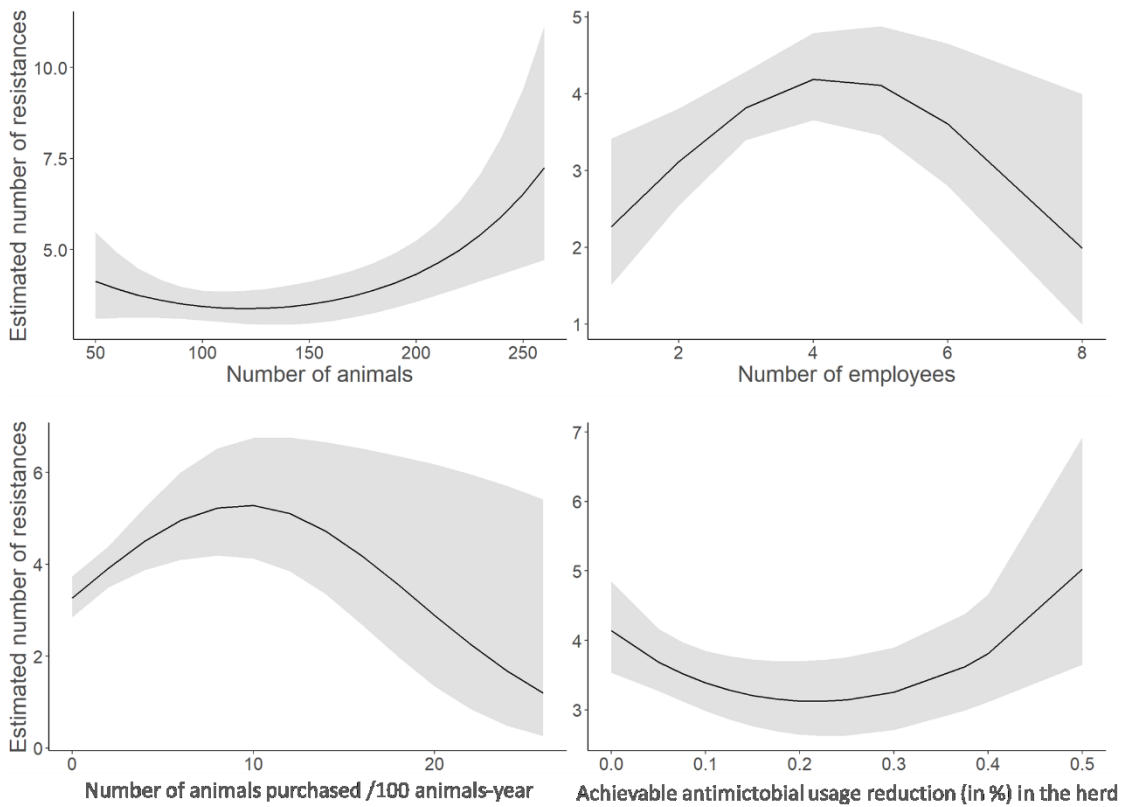 Estimated number of resistances
10.0
7.5
5.0
50 100 150 200 250
Number of animals
5
4
3
2
1
2 4 6 8
Number of employees
Estimated number of resistances
6
4
2
0
0 10 20
Number of animals purchased /100 animals-year
7
6
5
4
3
0.0 0.1 0.2 0.3 0.4 0.5
Achievable antimictobial usage reduction (in %) in the herd